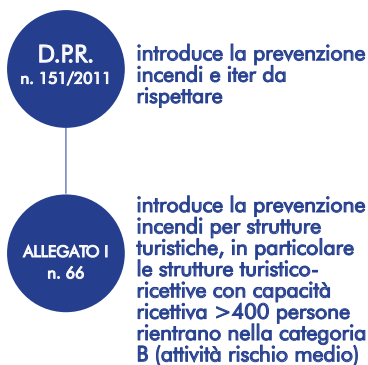 D.P.R.
n. 151/2011
introduce la prevenzione
incendi e iter da
rispettare
ALLEGATO I
n. 66
introduce la prevenzione
incendi per strutture
turistiche, in particolare
le strutture turistico-
ricettive con capacità
ricettiva >400 persone
rientrano nella categoria
B (attività rischio medio)